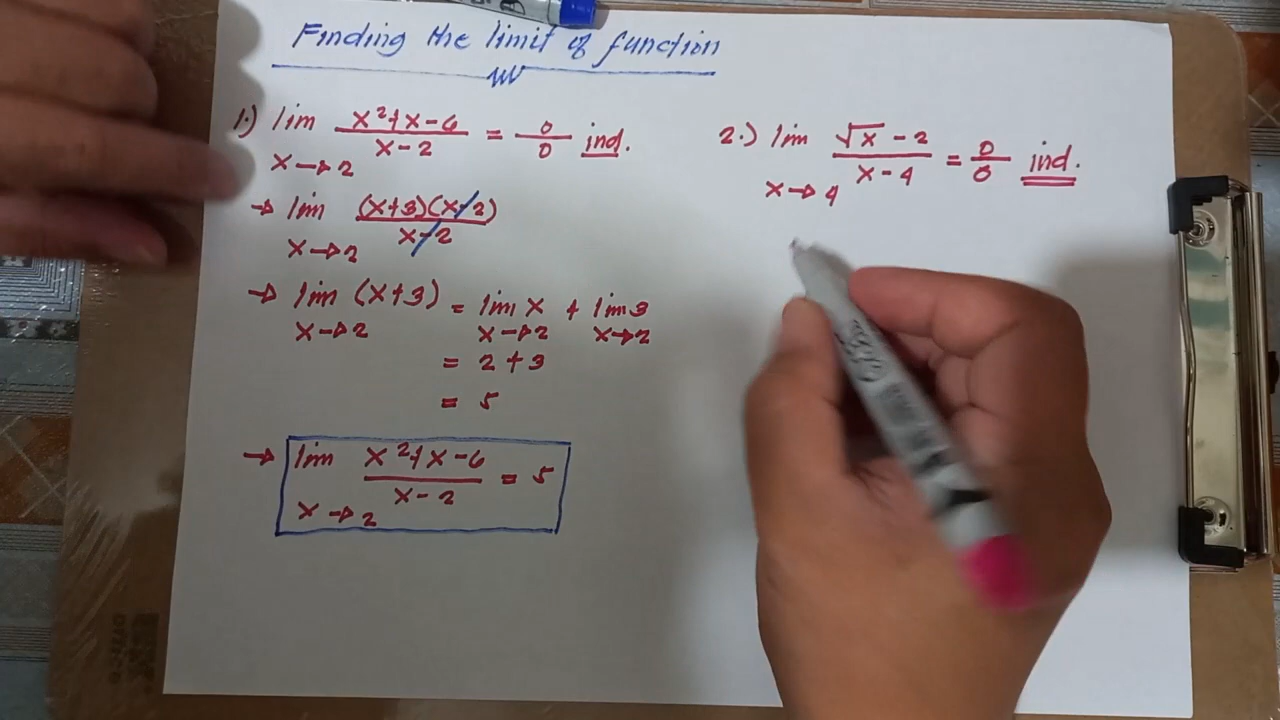 Finding the limit of function
1.) lim x²+x-6 / x-2 = 0/0 ind.
x→2
→ lim (x+3)(x-2) / x-2
x→2
→ lim (x+3) = lim x + lim 3
x→2 x→2 x→2
= 2+3
= 5
→ lim x²+x-6 / x-2 = 5
x→2
2.) lim √x-2 / x-4 = 0/0 ind.
x→4